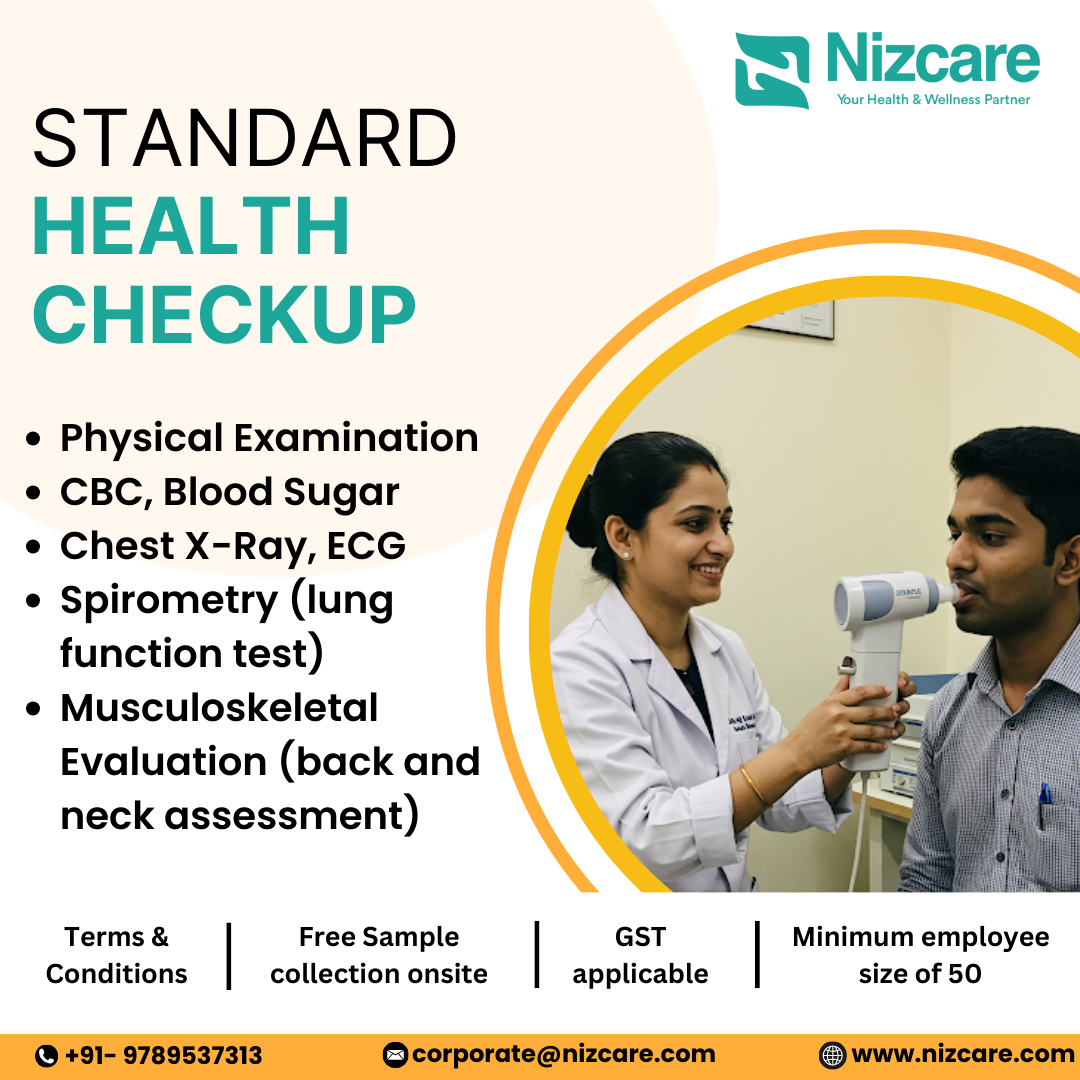 Nizcare
Your Health & Wellness Partner
STANDARD
HEALTH
CHECKUP
• Physical Examination
• CBC, Blood Sugar
• Chest X-Ray, ECG
• Spirometry (lung
function test)
• Musculoskeletal
Evaluation (back and
neck assessment)
Terms &
Conditions
Free Sample
collection onsite
GST
applicable
Minimum employee
size of 50
+91- 9789537313
corporate@nizcare.com
www.nizcare.com